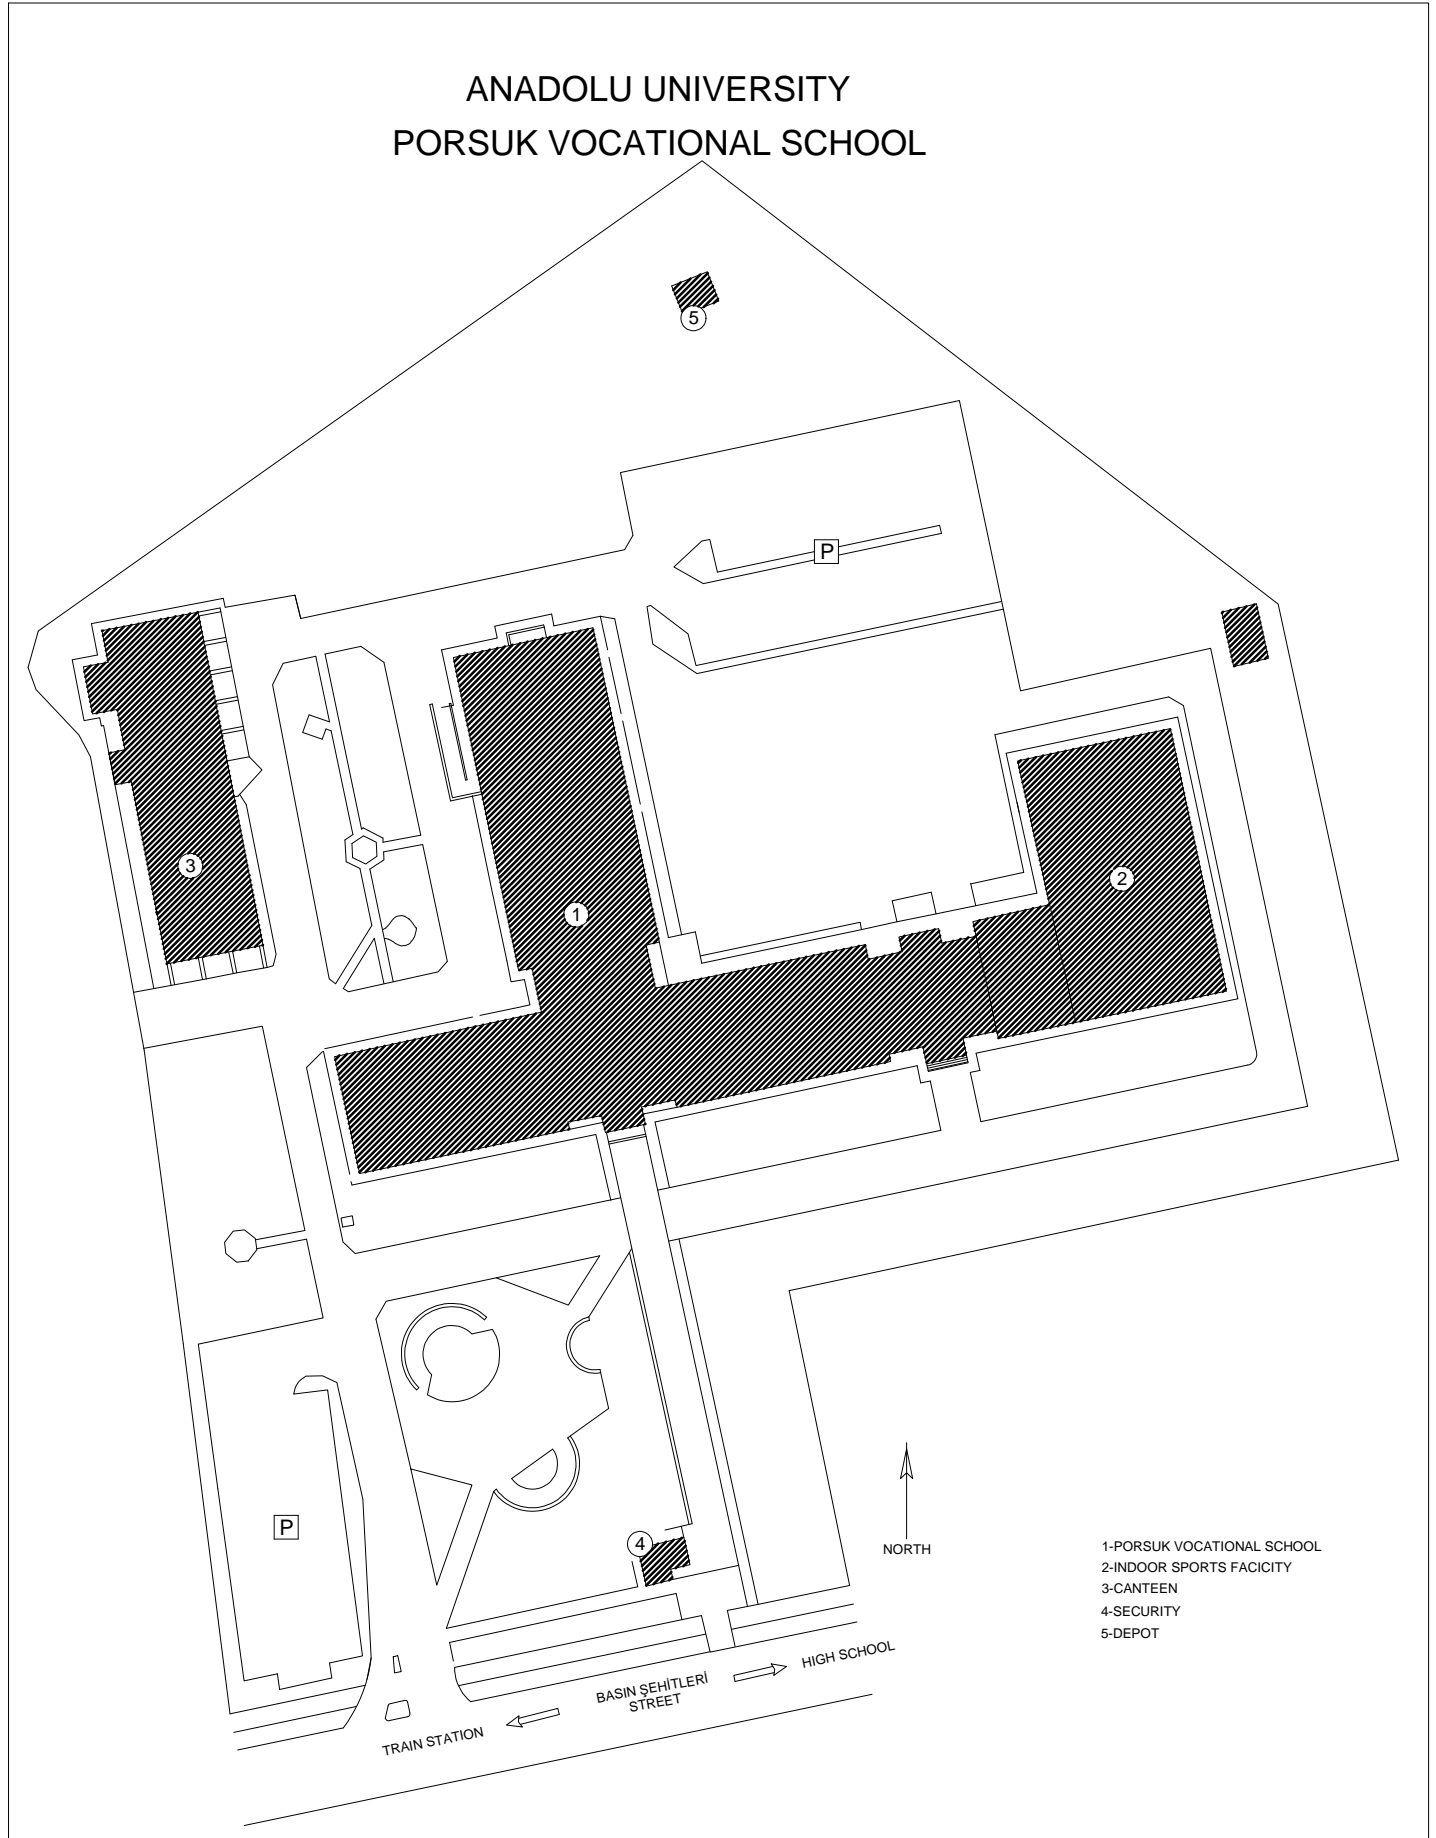 ANADOLU UNIVERSITY
PORSUK VOCATIONAL SCHOOL
5
P
3
1
2
P
4
NORTH
1-PORSUK VOCATIONAL SCHOOL
2-INDOOR SPORTS FACICITY
3-CANTEEN
4-SECURITY
5-DEPOT
HIGH SCHOOL
BASIN ŞEHİTLERİ
STREET
TRAIN STATION